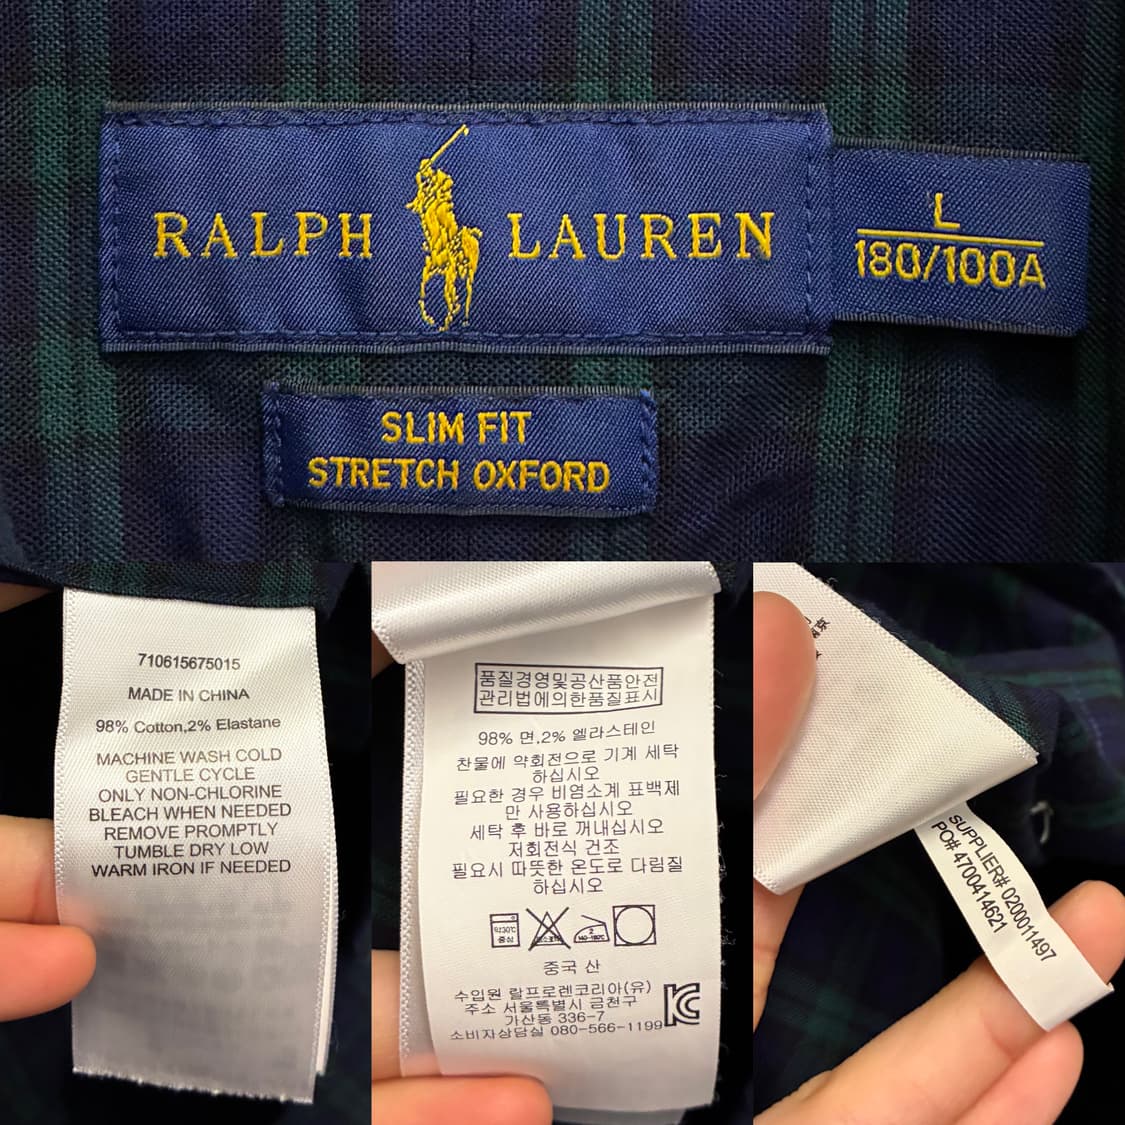 RALPH LAUREN
L
180/100A
SLIM FIT
STRETCH OXFORD
710615675015
MADE IN CHINA
98% Cotton,2% Elastane
MACHINE WASH COLD
GENTLE CYCLE
ONLY NON-CHLORINE
BLEACH WHEN NEEDED
REMOVE PROMPTLY
TUMBLE DRY LOW
WARM IRON IF NEEDED
품질경영및공산품안전
관리법에의한품질표시
98% 면,2% 엘라스테인
찬물에 약회전으로 기계 세탁
하십시오
필요한 경우 비염소계 표백제
만 사용하십시오
세탁 후 바로 꺼내십시오
저회전식 건조
필요시 따뜻한 온도로 다림질
하십시오
약30℃
중성
중국 산
수입원 랄프로렌코리아(유)
주소 서울특별시 금천구
가산동 336-7
소비자상담실 080-566-1199
SUPPLIER# 0200011497
PO# 4700414621